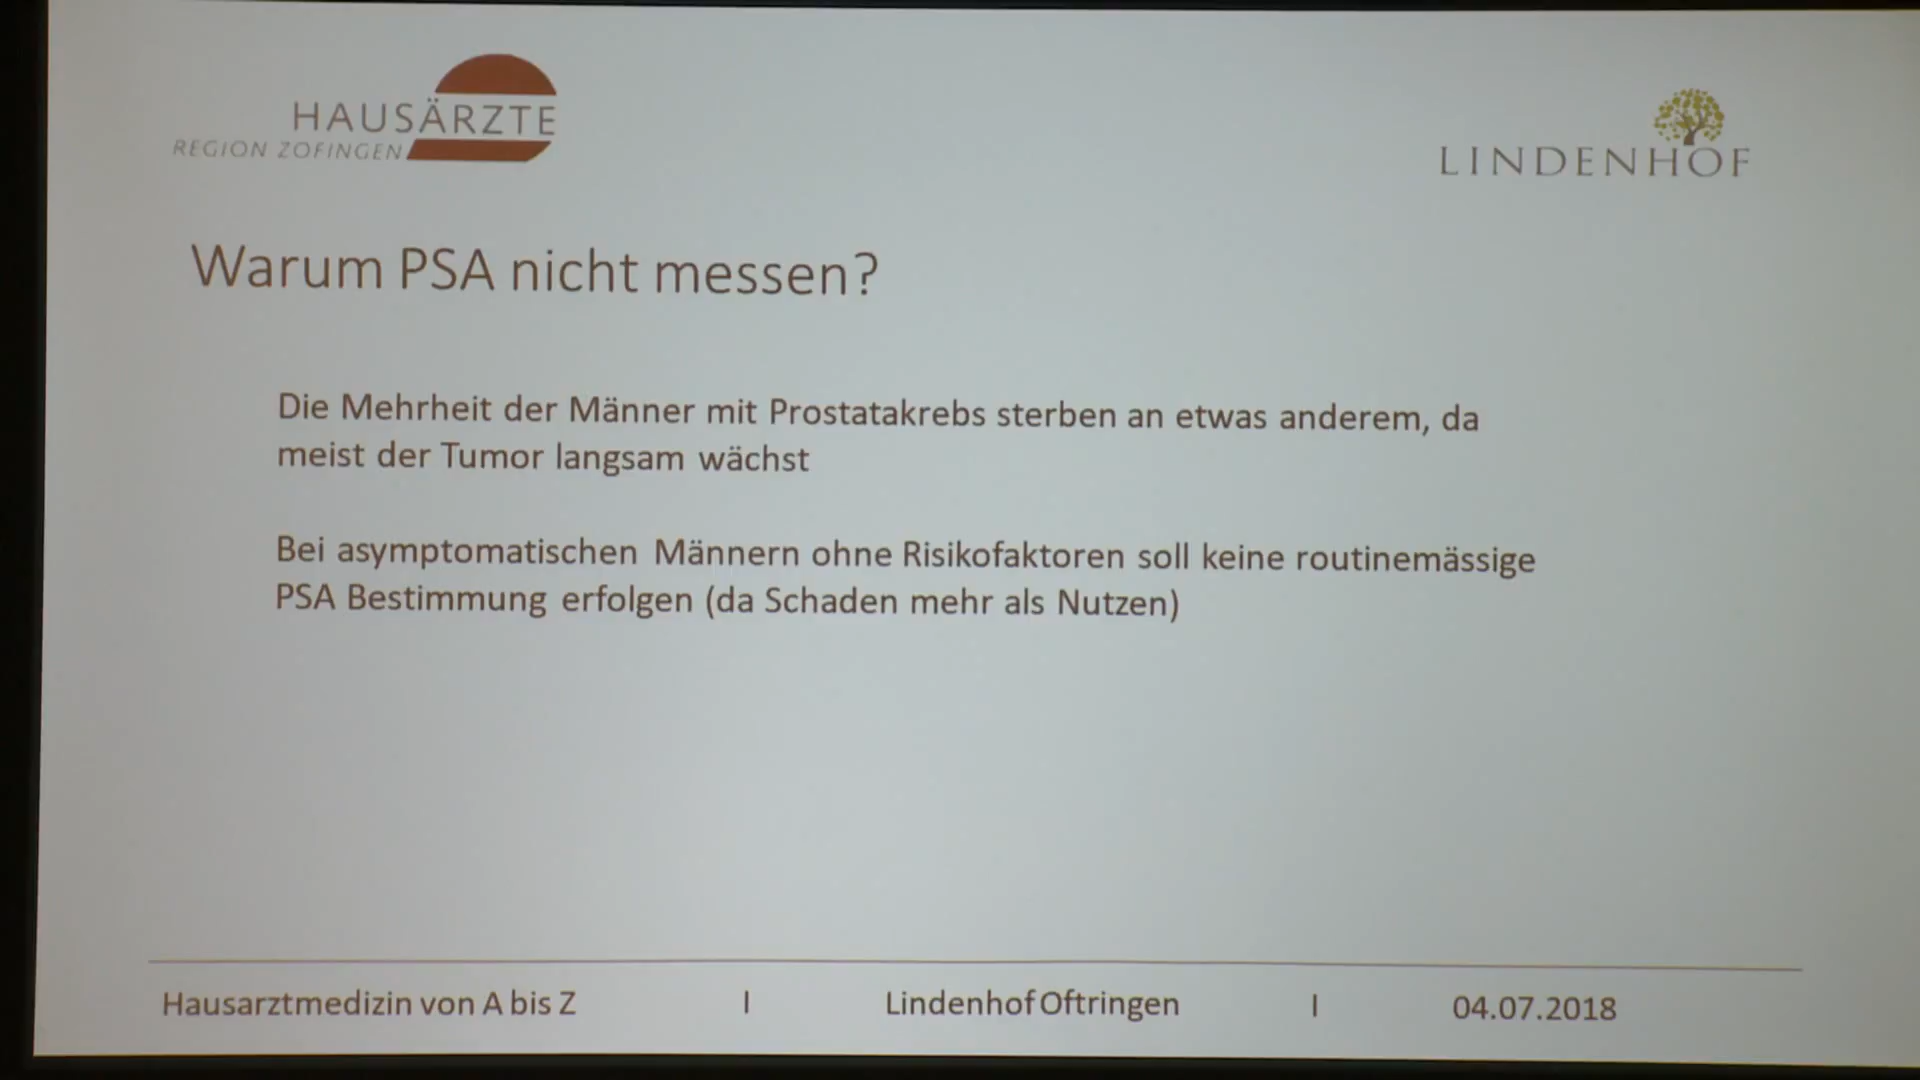 HAUSÄRZTE
REGION ZOFINGEN
LINDENHOF
Warum PSA nicht messen?
Die Mehrheit der Männer mit Prostatakrebs sterben an etwas anderem, da
meist der Tumor langsam wächst
Bei asymptomatischen Männern ohne Risikofaktoren soll keine routinemässige
PSA Bestimmung erfolgen (da Schaden mehr als Nutzen)
Hausarztmedizin von A bis Z I Lindenhof Oftringen I 04.07.2018